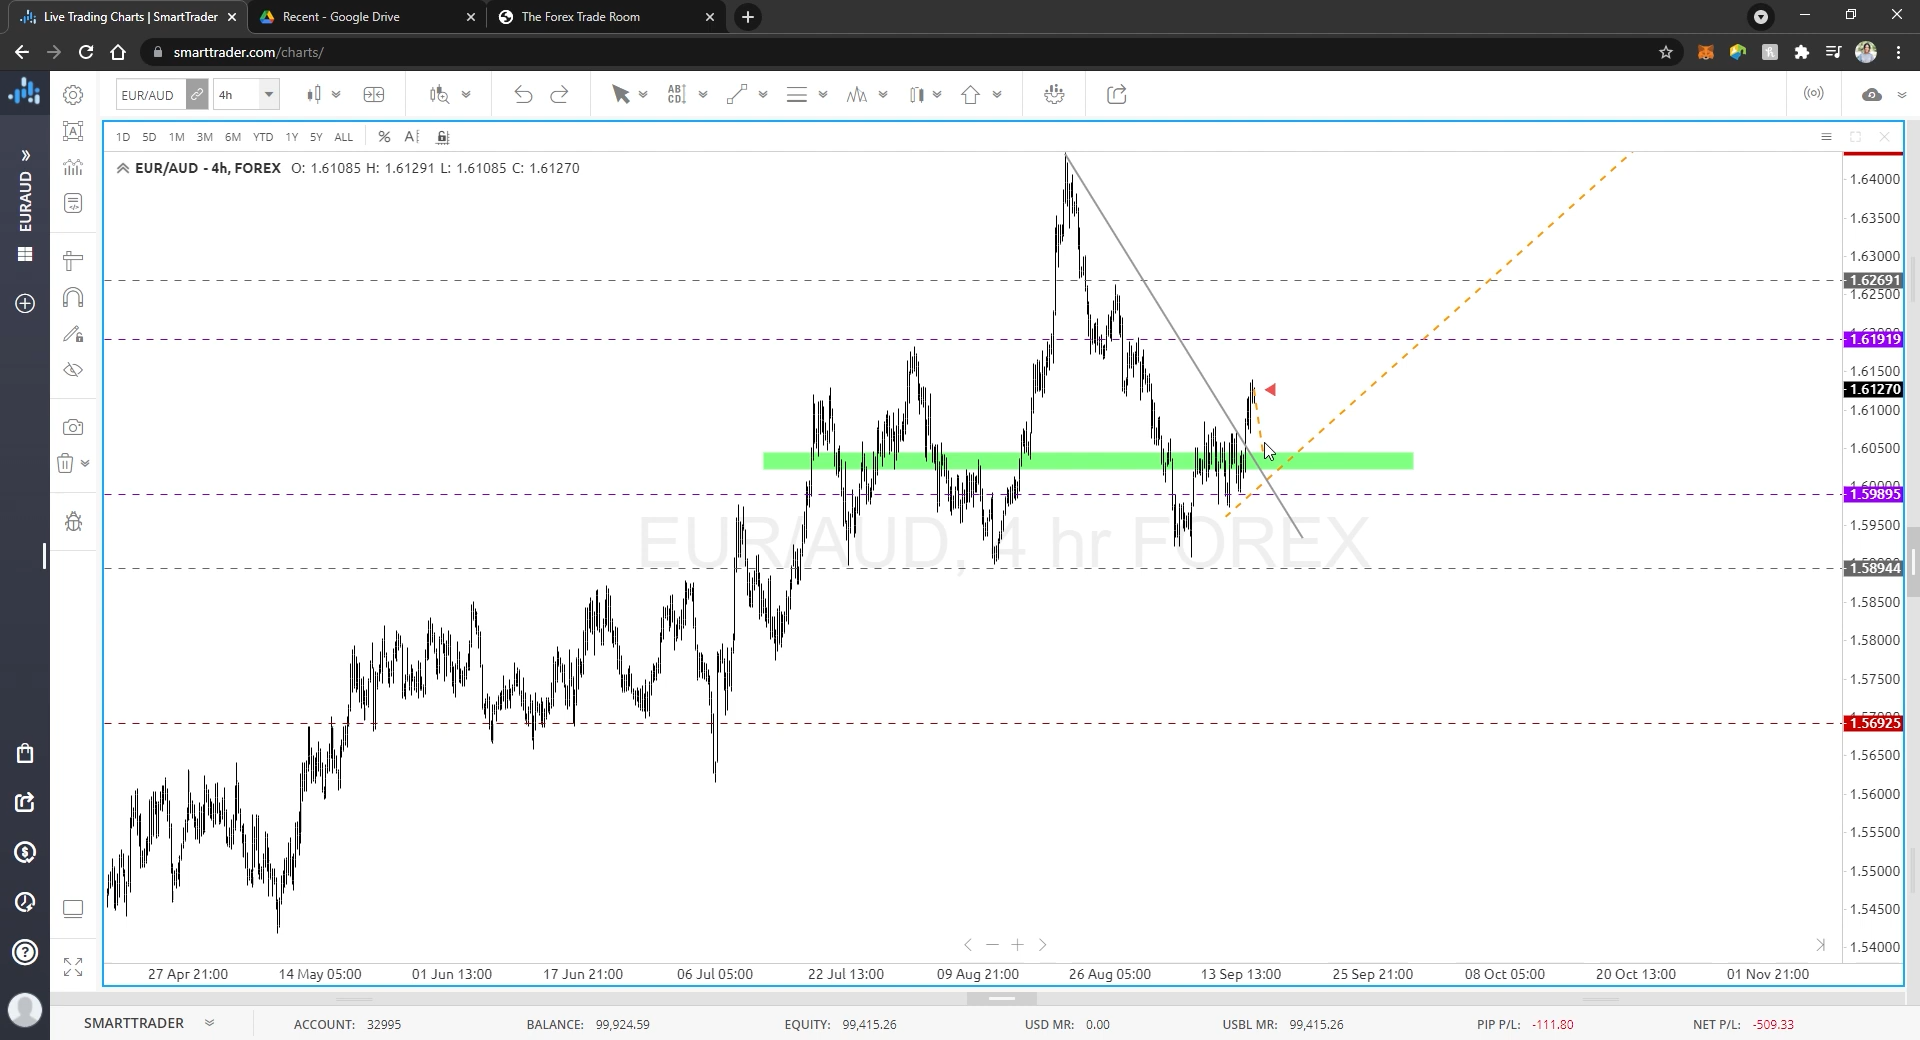 Live Trading Charts | SmartTrader
Recent - Google Drive
The Forex Trade Room
smarttrader.com/charts/
EUR/AUD
4h
AB
CD
1D 5D 1M 3M 6M YTD 1Y 5Y ALL
%
EUR/AUD - 4h, FOREX O: 1.61085 H: 1.61291 L: 1.61085 C: 1.61270
EURAUD
1.64000
1.63500
1.63000
1.62691
1.62500
1.61919
1.61500
1.61270
1.61000
1.60500
1.59895
1.59500
1.58944
1.58500
1.58000
1.57500
1.56925
1.56500
1.56000
1.55500
1.55000
1.54500
1.54000
EUR/AUD, 4 hr FOREX
27 Apr 21:00 14 May 05:00 01 Jun 13:00 17 Jun 21:00 06 Jul 05:00 22 Jul 13:00 09 Aug 21:00 26 Aug 05:00 13 Sep 13:00 25 Sep 21:00 08 Oct 05:00 20 Oct 13:00 01 Nov 21:00
SMARTTRADER ACCOUNT: 32995 BALANCE: 99,924.59 EQUITY: 99,415.26 USD MR: 0.00 USBL MR: 99,415.26 PIP P/L: -111.80 NET P/L: -509.33